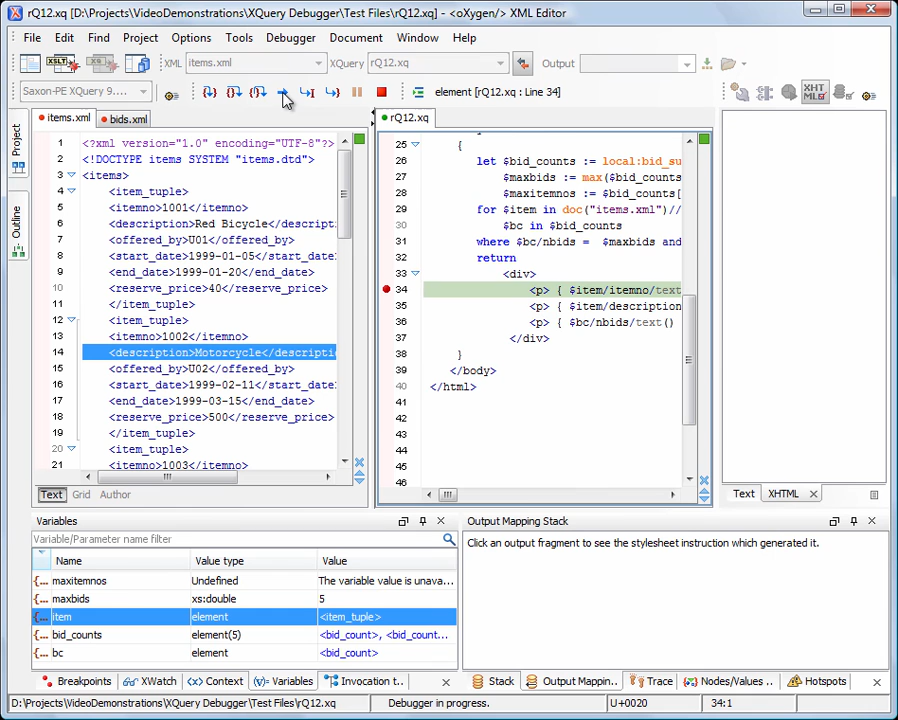 rQ12.xq [D:\Projects\VideoDemonstrations\XQuery Debugger\Test Files\rQ12.xq] - <oXygen/> XML Editor
File Edit Find Project Options Tools Debugger Document Window Help
XSLT XML items.xml XQuery rQ12.xq Output
Saxon-PE XQuery 9.... element [rQ12.xq : Line 34] XHT ML
items.xml bids.xml
1 <?xml version="1.0" encoding="UTF-8"?>
2 <!DOCTYPE items SYSTEM "items.dtd">
3 <items>
4 <item_tuple>
5 <itemno>1001</itemno>
6 <description>Red Bicycle</descripti
7 <offered_by>U01</offered_by>
8 <start_date>1999-01-05</start_date>
9 <end_date>1999-01-20</end_date>
10 <reserve_price>40</reserve_price>
11 </item_tuple>
12 <item_tuple>
13 <itemno>1002</itemno>
14 <description>Motorcycle</descriptio
15 <offered_by>U02</offered_by>
16 <start_date>1999-02-11</start_date>
17 <end_date>1999-03-15</end_date>
18 <reserve_price>500</reserve_price>
19 </item_tuple>
20 <item_tuple>
21 <itemno>1003</itemno>
Text Grid Author
Project
Outline
rQ12.xq
25 {
26 let $bid_counts := local:bid_su
27 $maxbids := max($bid_counts
28 $maxitemnos := $bid_counts[
29 for $item in doc("items.xml")//
30 $bc in $bid_counts
31 where $bc/nbids = $maxbids and
32 return
33 <div>
34 <p> { $item/itemno/text
35 <p> { $item/description
36 <p> { $bc/nbids/text()
37 </div>
38 }
39 </body>
40 </html>
41
42
43
44
45
46
Text XHTML
Variables
Variable/Parameter name filter
Name Value type Value
maxitemnos Undefined The variable value is unava...
maxbids xs:double 5
item element <item_tuple>
bid_counts element(5) <bid_count>, <bid_count...
bc element <bid_count>
Breakpoints XWatch Context Variables Invocation t..
Output Mapping Stack
Click an output fragment to see the stylesheet instruction which generated it.
Stack Output Mappin.. Trace Nodes/Values .. Hotspots
D:\Projects\VideoDemonstrations\XQuery Debugger\Test Files\rQ12.xq Debugger in progress. U+0020 34:1